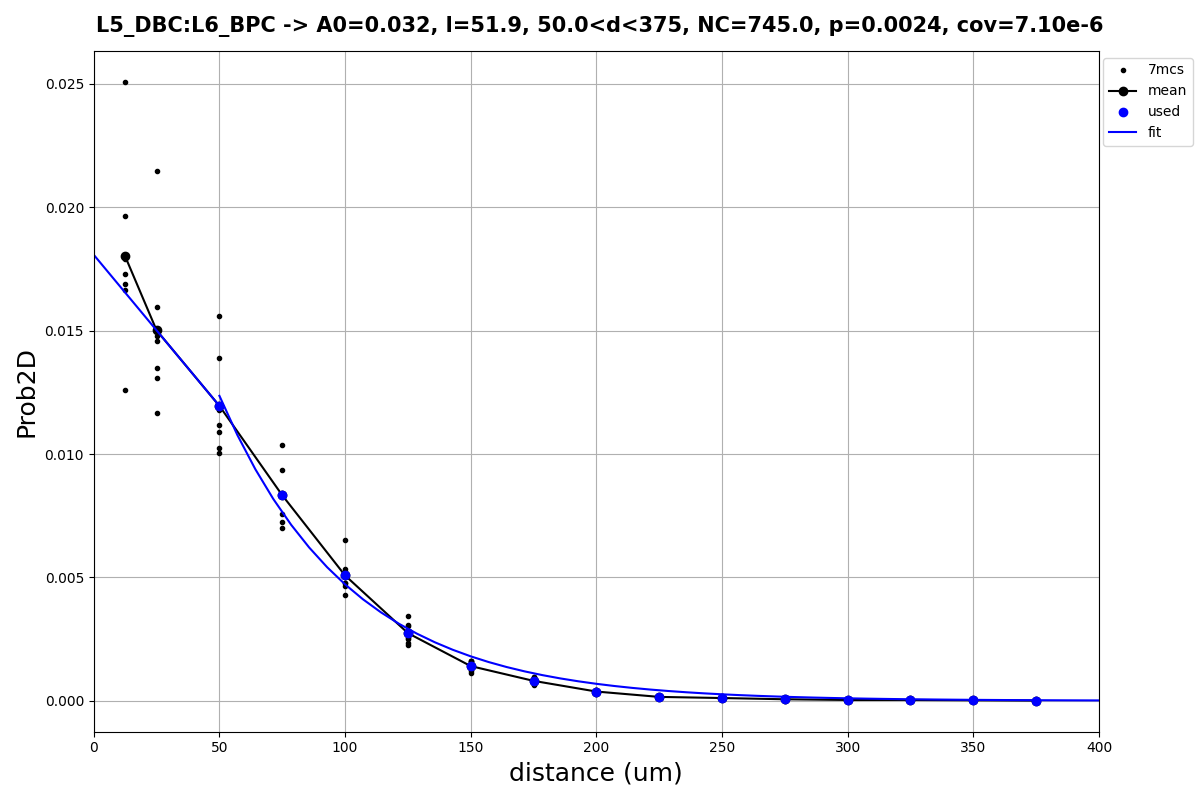 L5_DBC:L6_BPC -> A0=0.032, l=51.9, 50.0<d<375, NC=745.0, p=0.0024, cov=7.10e-6
7mcs
mean
used
fit
0.025
0.020
0.015
0.010
0.005
0.000
Prob2D
0 50 100 150 200 250 300 350 400
distance (um)